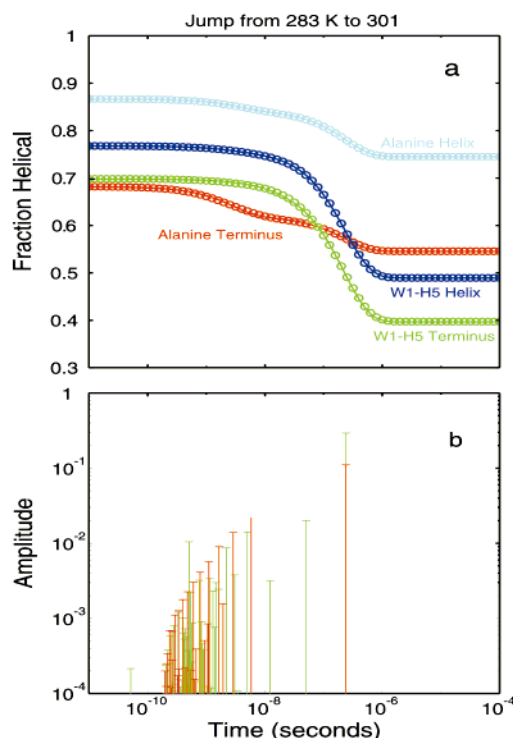 Jump from 283 K to 301
1
a
0.9
Alanine Helix
0.8
0.7
Alanine Terminus
0.6
0.5
W1-H5 Helix
0.4
W1-H5 Terminus
0.3
Fraction Helical
1
b
10^-1
10^-2
10^-3
10^-4
Amplitude
10^-10
10^-8
10^-6
10^-4
Time (seconds)